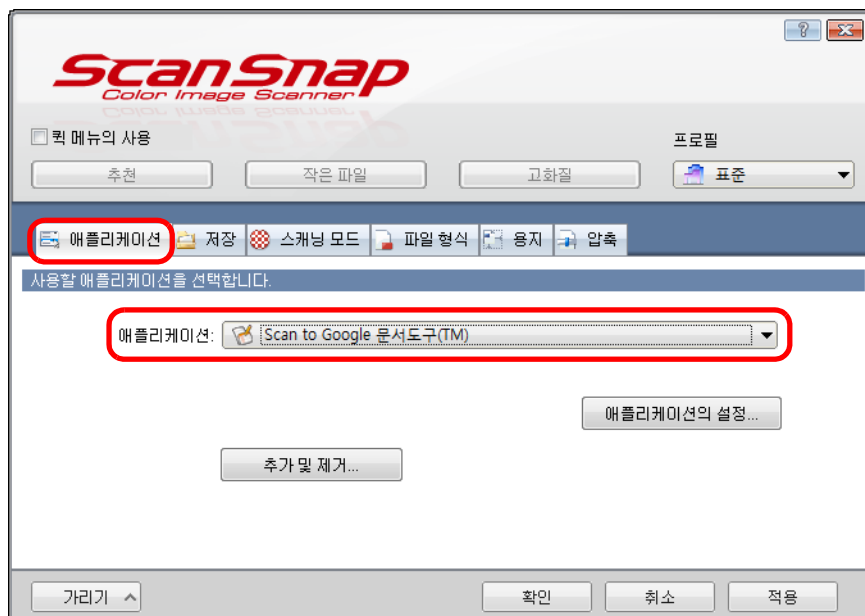 ScanSnap
Color Image Scanner
퀵 메뉴의 사용
프로필
추천 작은 파일 고화질 표준
애플리케이션 저장 스캐닝 모드 파일 형식 용지 압축
사용할 애플리케이션을 선택합니다.
애플리케이션: Scan to Google 문서도구(TM)
애플리케이션의 설정...
추가 및 제거...
가리기 확인 취소 적용